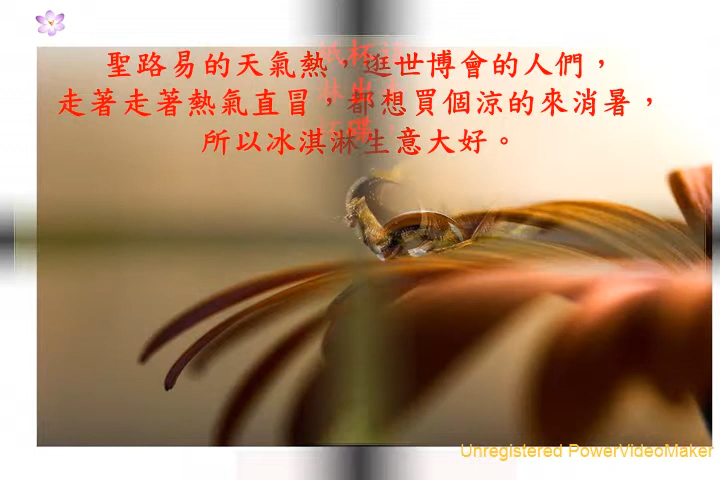 聖路易的天氣熱，逛世博會的人們，
走著走著熱氣直冒，都想買個涼的來消暑，
所以冰淇淋生意大好。
Unregistered PowerVideoMaker